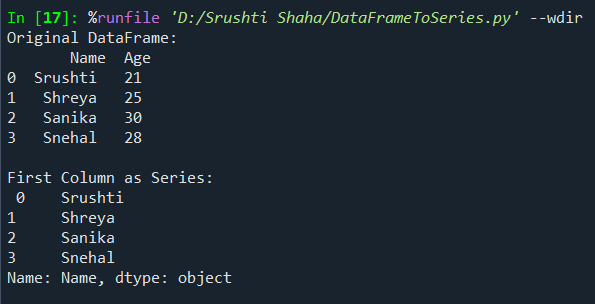 In [17]: %runfile 'D:/Srushti Shaha/DataFrameToSeries.py' --wdir
Original DataFrame:
Name Age
0 Srushti 21
1 Shreya 25
2 Sanika 30
3 Snehal 28
First Column as Series:
0 Srushti
1 Shreya
2 Sanika
3 Snehal
Name: Name, dtype: object